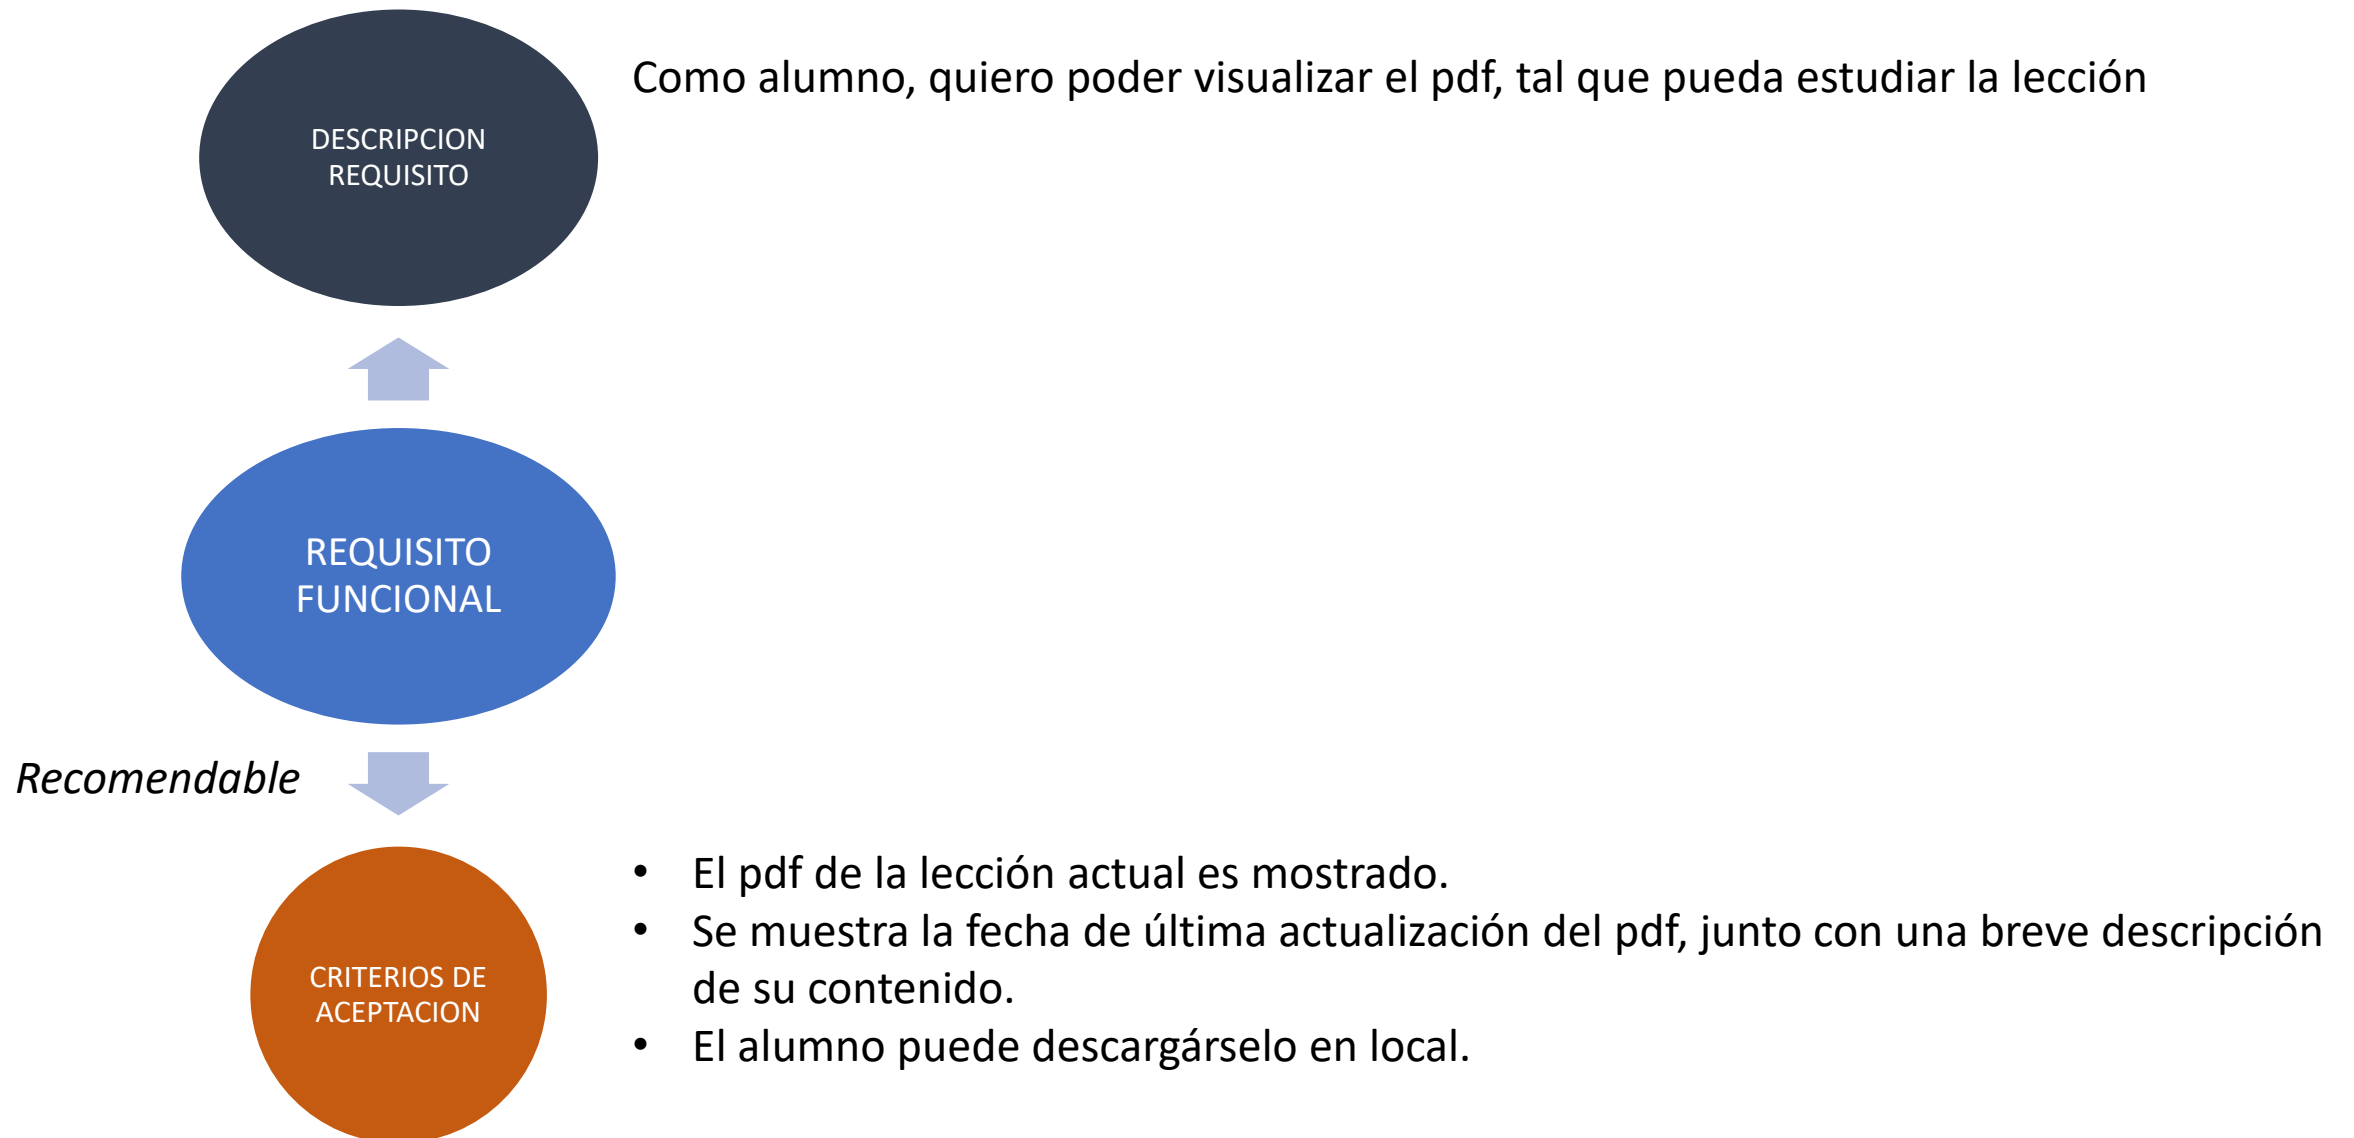 Como alumno, quiero poder visualizar el pdf, tal que pueda estudiar la lección
DESCRIPCION
REQUISITO
REQUISITO
FUNCIONAL
Recomendable
CRITERIOS DE
ACEPTACION
• El pdf de la lección actual es mostrado.
• Se muestra la fecha de última actualización del pdf, junto con una breve descripción
de su contenido.
• El alumno puede descargárselo en local.